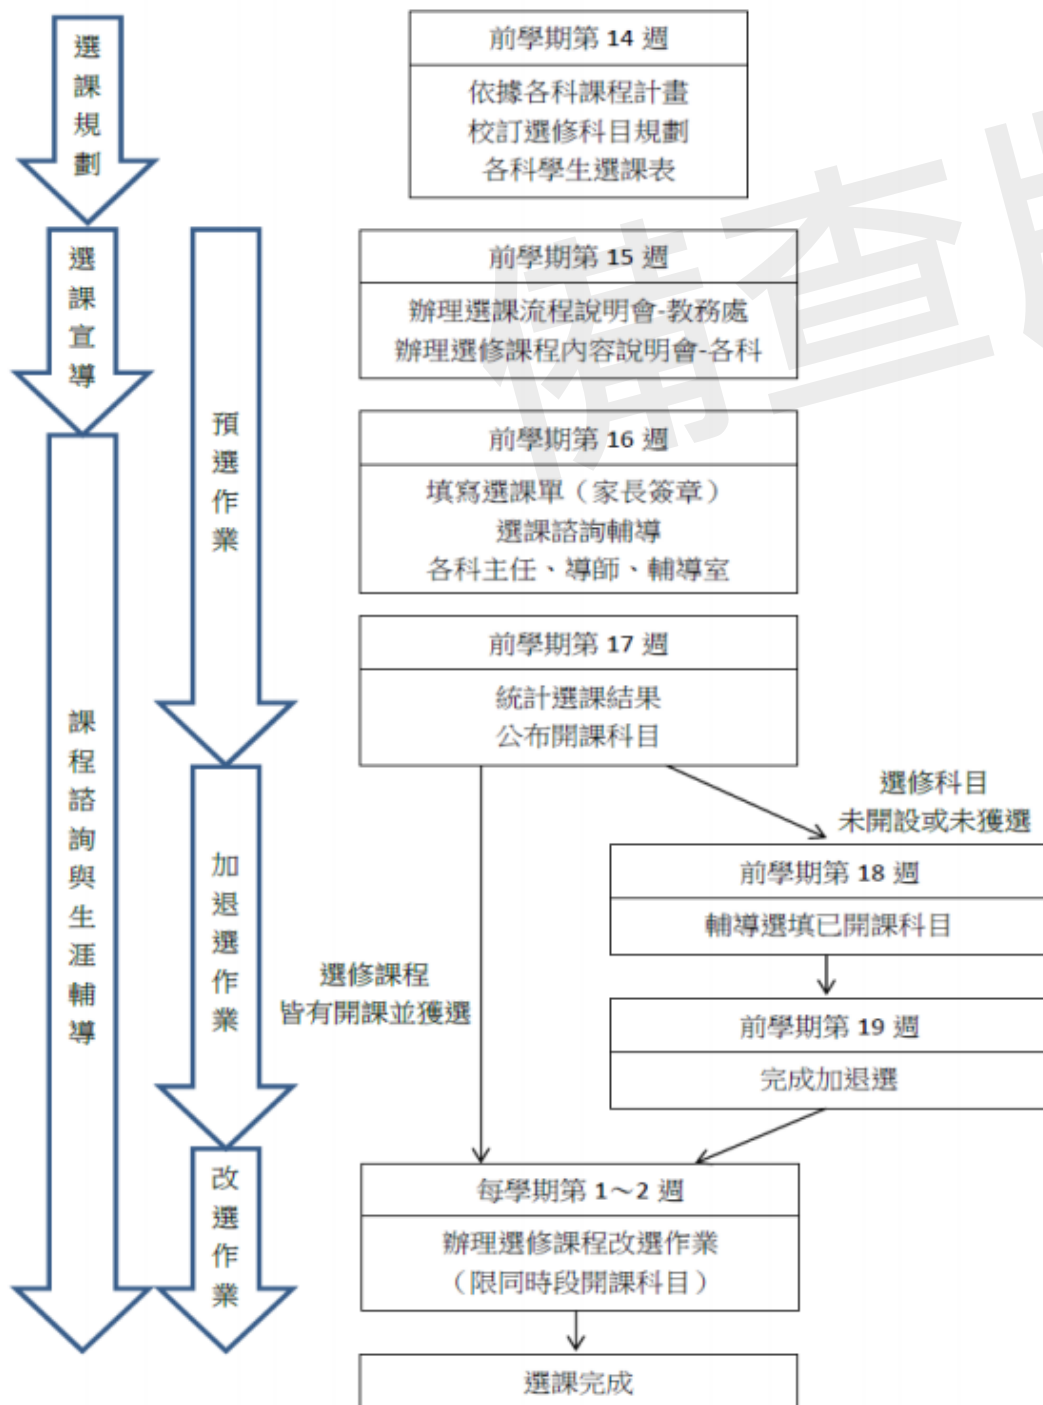 選課規劃
前學期第 14 週
依據各科課程計畫
校訂選修科目規劃
各科學生選課表
選課宣導
前學期第 15 週
辦理選課流程說明會-教務處
辦理選修課程內容說明會-各科
預選作業
前學期第 16 週
填寫選課單（家長簽章）
選課諮詢輔導
各科主任、導師、輔導室
前學期第 17 週
統計選課結果
公布開課科目
課程諮詢與生涯輔導
選修科目
未開設或未獲選
前學期第 18 週
輔導選填已開課科目
加退選作業
選修課程
皆有開課並獲選
前學期第 19 週
完成加退選
改選作業
每學期第 1～2 週
辦理選修課程改選作業
（限同時段開課科目）
選課完成
備查版